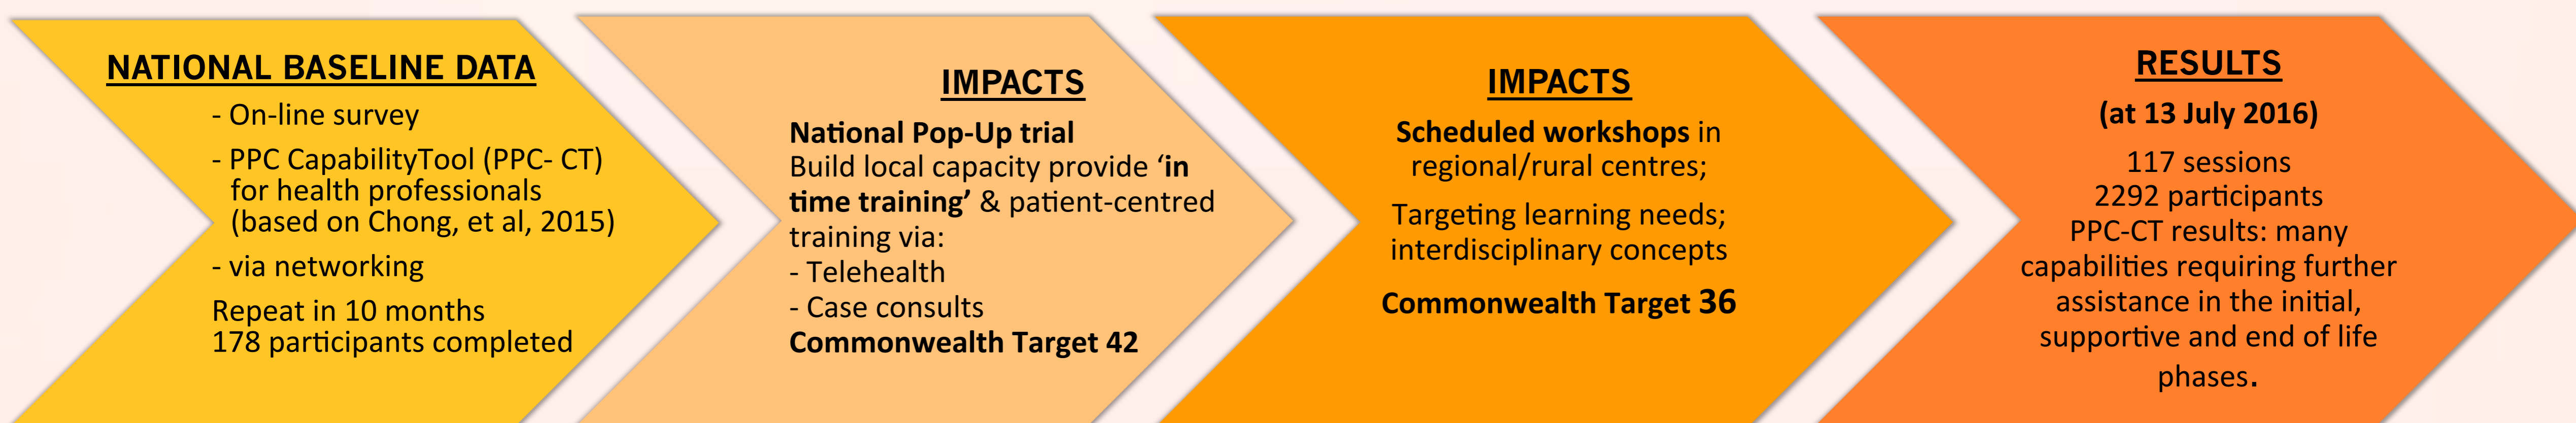 NATIONAL BASELINE DATA
- On-line survey
- PPC CapabilityTool (PPC- CT)
for health professionals
(based on Chong, et al, 2015)
- via networking
Repeat in 10 months
178 participants completed
IMPACTS
National Pop-Up trial
Build local capacity provide ‘in
time training’ & patient-centred
training via:
- Telehealth
- Case consults
Commonwealth Target 42
IMPACTS
Scheduled workshops in
regional/rural centres;
Targeting learning needs;
interdisciplinary concepts
Commonwealth Target 36
RESULTS
(at 13 July 2016)
117 sessions
2292 participants
PPC-CT results: many
capabilities requiring further
assistance in the initial,
supportive and end of life
phases.